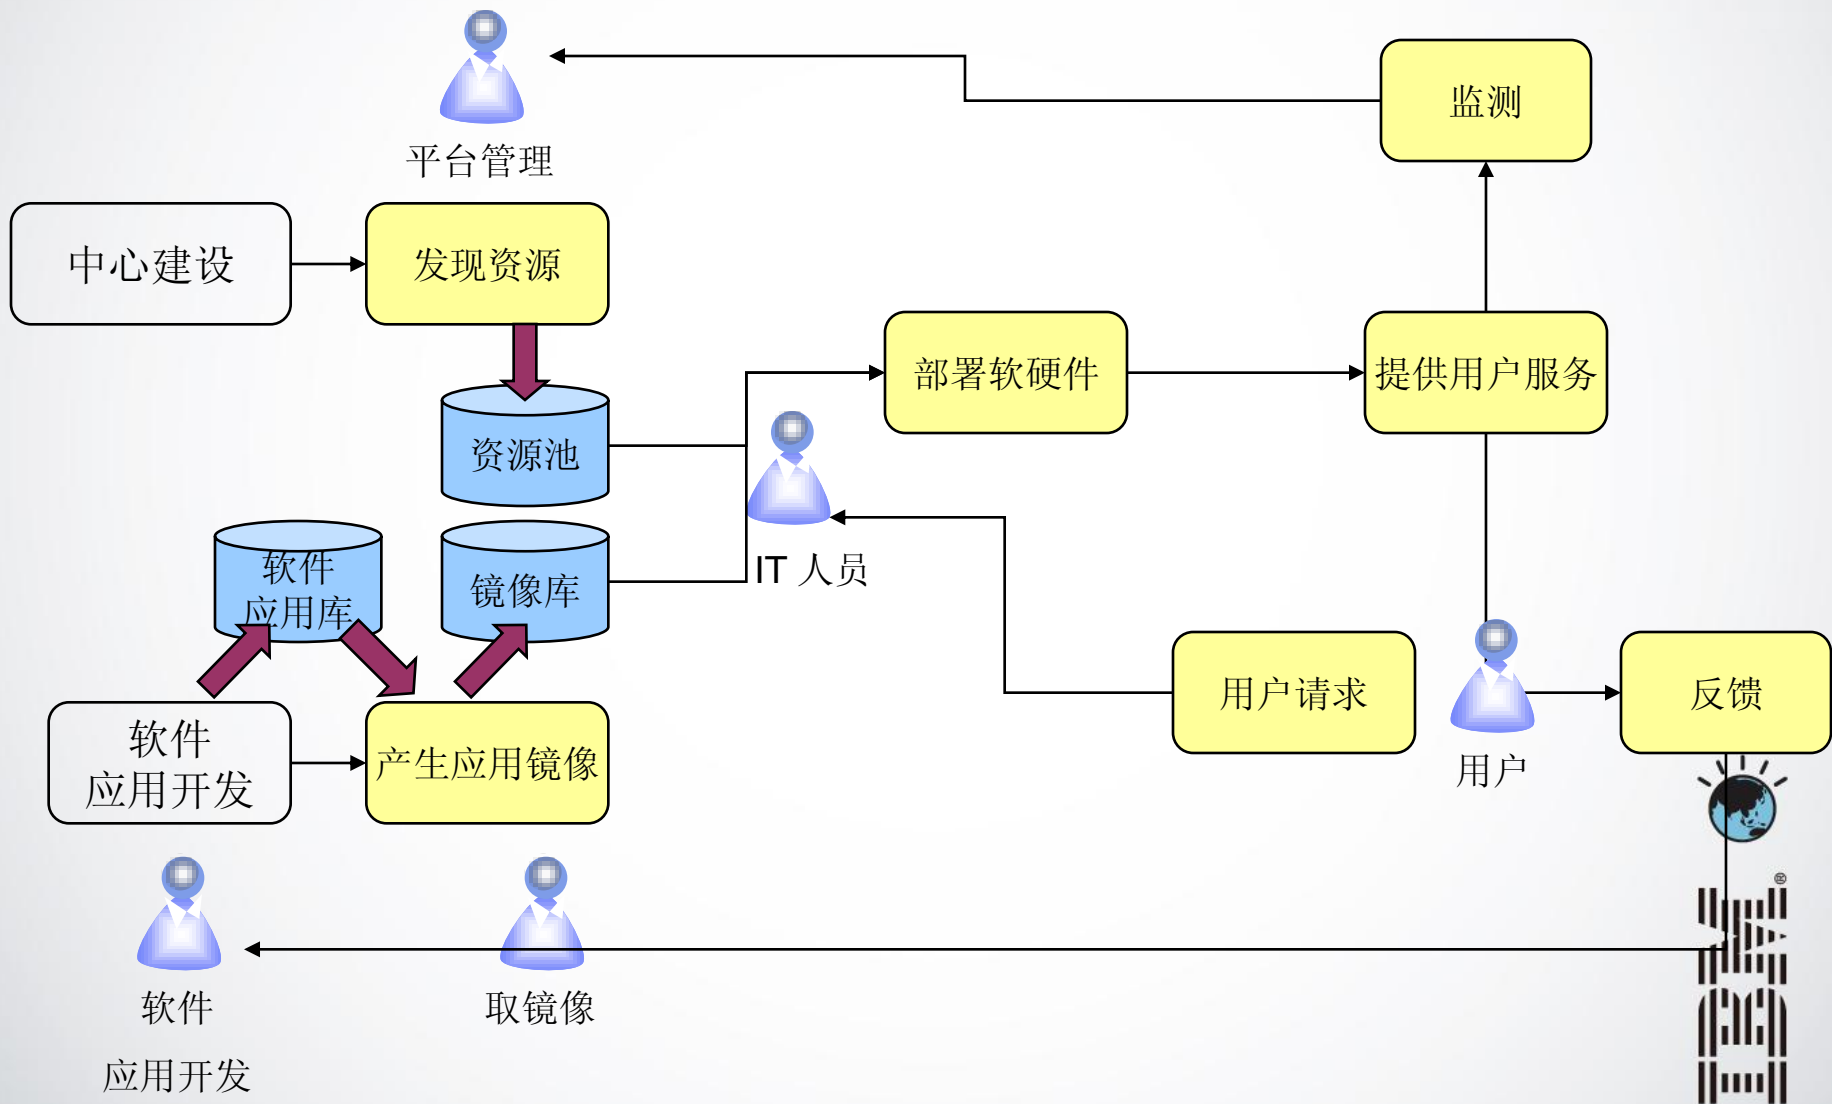 平台管理
监测
中心建设
发现资源
部署软硬件
提供用户服务
资源池
软件
应用库
镜像库
IT 人员
用户请求
反馈
用户
软件
应用开发
产生应用镜像
软件
应用开发
取镜像
IBM®